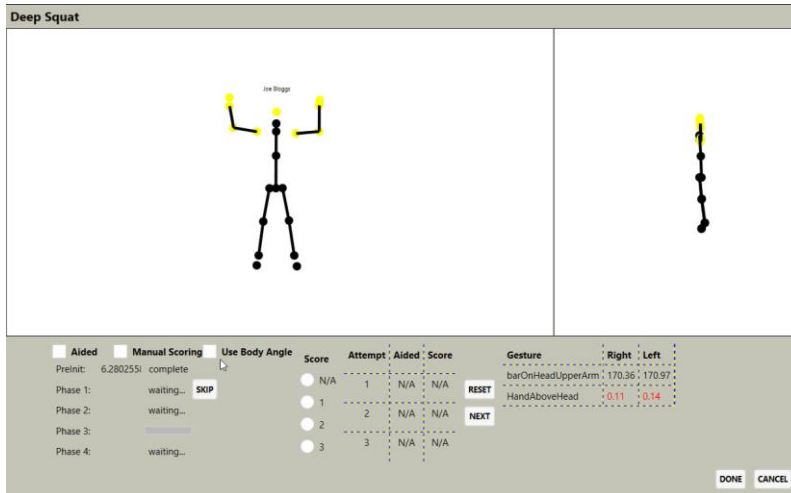 Deep Squat
Joe Bloggs
Aided Manual Scoring Use Body Angle
PreInit: 6.280255 complete
Phase 1: waiting... SKIP
Phase 2: waiting...
Phase 3:
Phase 4: waiting...
Score
N/A
1
2
3
Attempt Aided Score
1 N/A N/A
2 N/A N/A
3 N/A N/A
RESET
NEXT
Gesture Right Left
barOnHeadUpperArm 170.36 170.97
HandAboveHead 0.11 0.14
DONE CANCEL